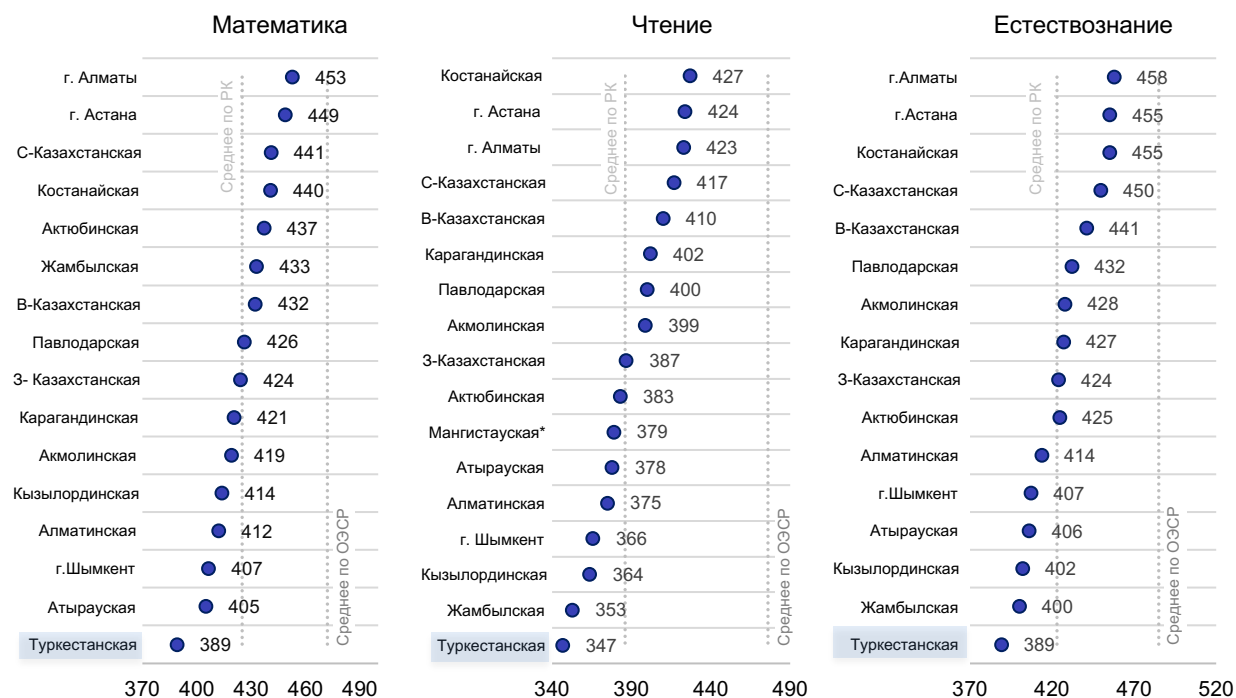 Математика
г. Алматы 453
г. Астана 449
С-Казахстанская 441
Костанайская 440
Актюбинская 437
Жамбылская 433
В-Казахстанская 432
Павлодарская 426
З- Казахстанская 424
Карагандинская 421
Акмолинская 419
Кызылординская 414
Алматинская 412
г.Шымкент 407
Атырауская 405
Туркестанская 389
Среднее по РК
Среднее по ОЭСР
370 400 430 460 490
Чтение
Костанайская 427
г. Астана 424
г. Алматы 423
С-Казахстанская 417
В-Казахстанская 410
Карагандинская 402
Павлодарская 400
Акмолинская 399
З-Казахстанская 387
Актюбинская 383
Мангистауская* 379
Атырауская 378
Алматинская 375
г. Шымкент 366
Кызылординская 364
Жамбылская 353
Туркестанская 347
Среднее по РК
Среднее по ОЭСР
340 390 440 490
Естествознание
г.Алматы 458
г.Астана 455
Костанайская 455
С-Казахстанская 450
В-Казахстанская 441
Павлодарская 432
Акмолинская 428
Карагандинская 427
З-Казахстанская 424
Актюбинская 425
Алматинская 414
г.Шымкент 407
Атырауская 406
Кызылординская 402
Жамбылская 400
Туркестанская 389
Среднее по РК
Среднее по ОЭСР
370 420 470 520